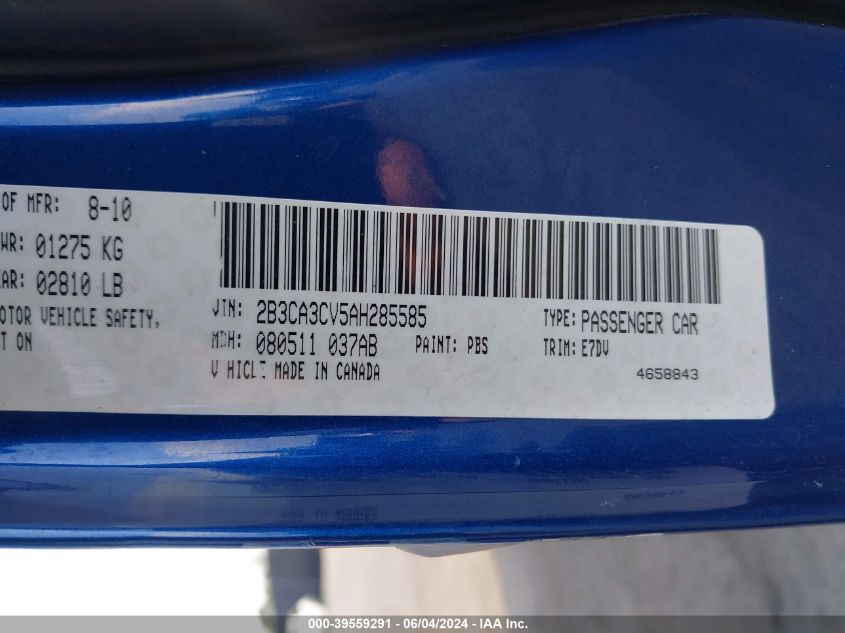 OF MFR: 8-10
WR: 01275 KG
AR: 02810 LB
OTOR VEHICLE SAFETY,
T ON
VIN: 2B3CA3CV5AH285585
TYPE: PASSENGER CAR
MDH: 080511 037AB
PAINT: PBS
TRIM: E7DV
VEHICLE MADE IN CANADA
4658843
000-39559291 - 06/04/2024 - IAA Inc.